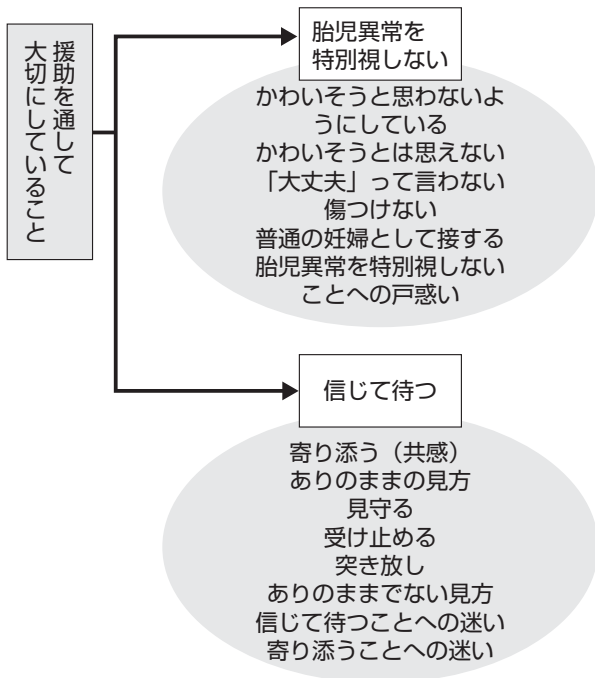 援助を通して
大切にしていること
胎児異常を
特別視しない
かわいそうと思わないよ
うにしている
かわいそうとは思えない
「大丈夫」って言わない
傷つけない
普通の妊婦として接する
胎児異常を特別視しない
ことへの戸惑い
信じて待つ
寄り添う（共感）
ありのままの見方
見守る
受け止める
突き放し
ありのままでない見方
信じて待つことへの迷い
寄り添うことへの迷い